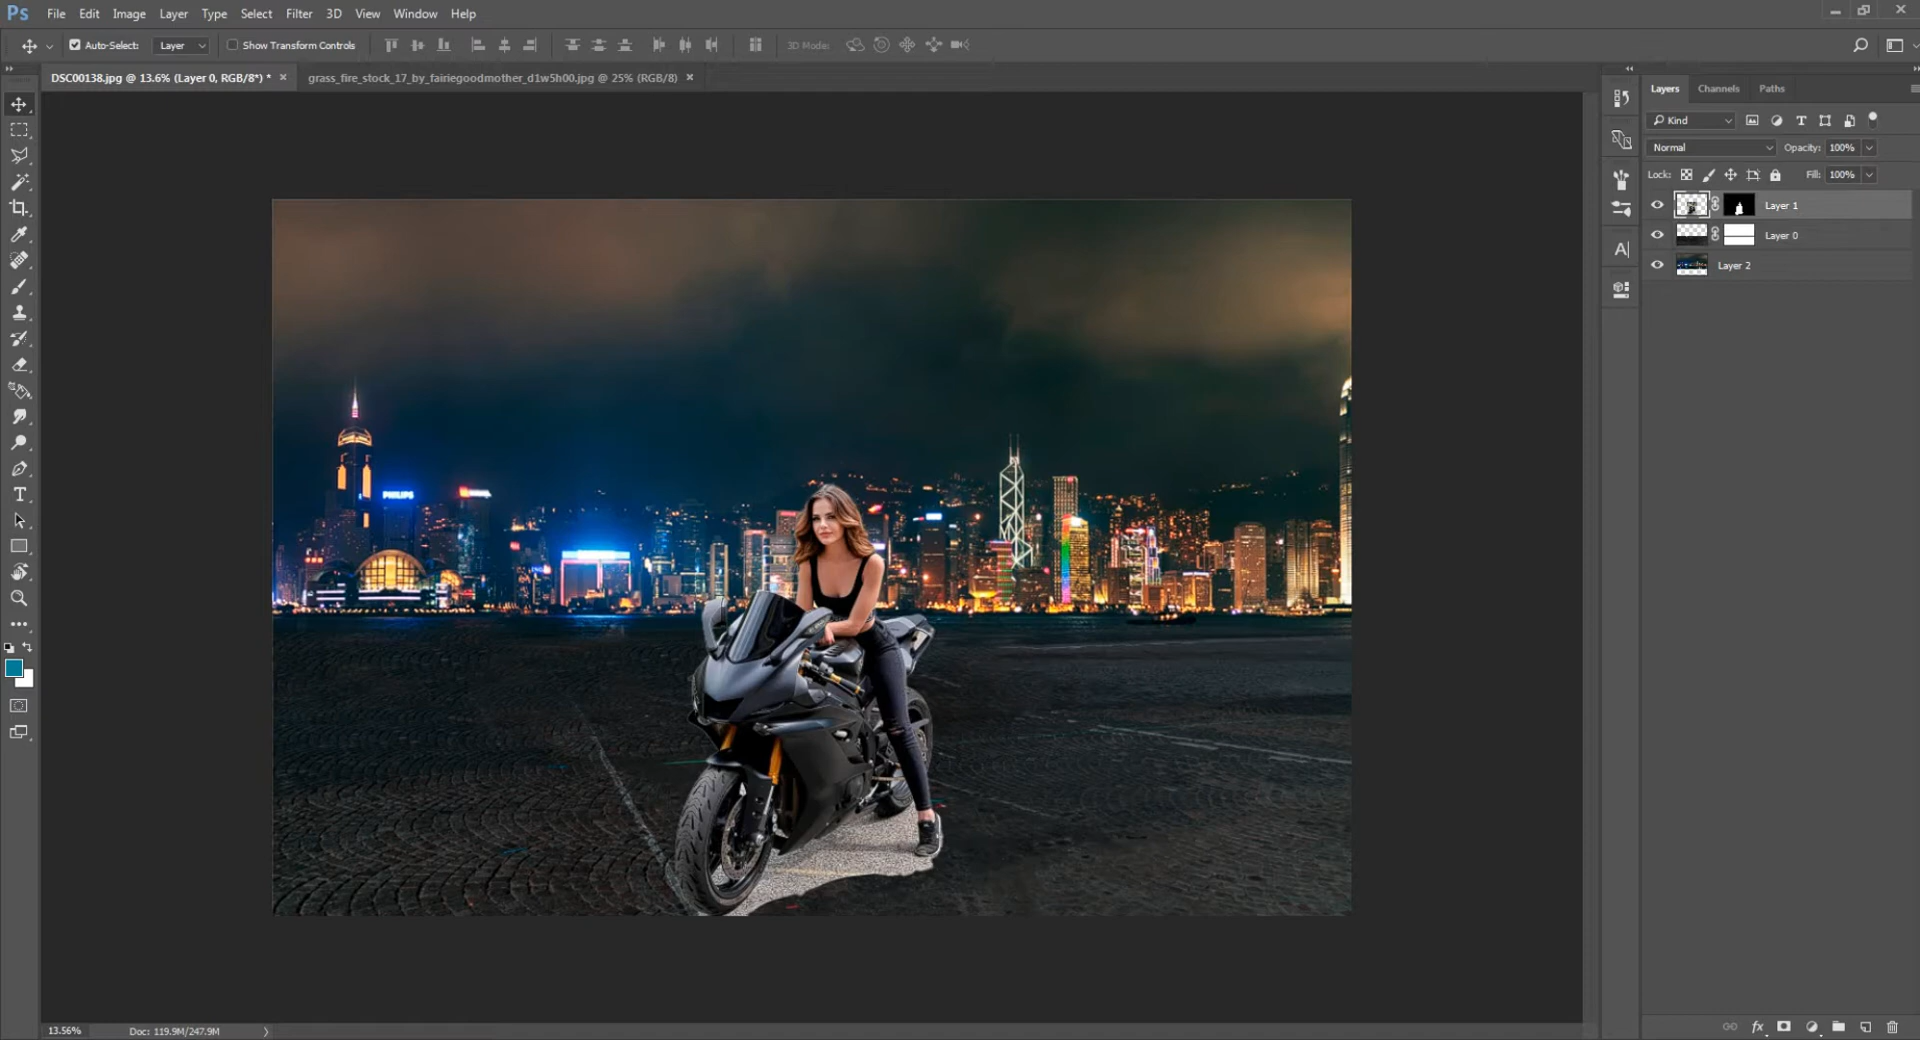 Ps File Edit Image Layer Type Select Filter 3D View Window Help
Auto-Select: Layer Show Transform Controls 3D Mode:
DSC00138.jpg @ 13.6% (Layer 0, RGB/8*) * × grass_fire_stock_17_by_fairiegoodmother_d1w5h00.jpg @ 25% (RGB/8) ×
Layers Channels Paths
Kind
Normal Opacity: 100%
Lock: Fill: 100%
Layer 1
Layer 0
Layer 2
PHILIPS
13.56% Doc: 119.9M/247.9M